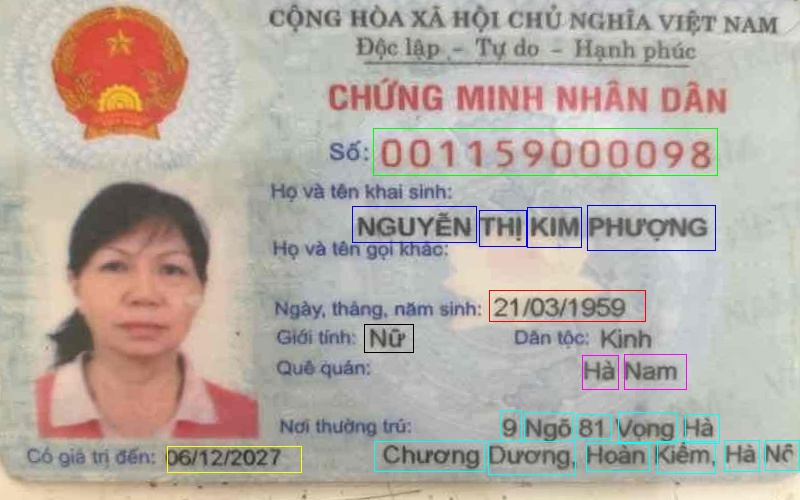 CỘNG HÒA XÃ HỘI CHỦ NGHĨA VIỆT NAM
Độc lập - Tự do - Hạnh phúc
CHỨNG MINH NHÂN DÂN
Số: 001159000098
Họ và tên khai sinh:
NGUYỄN THỊ KIM PHƯỢNG
Họ và tên gọi khác:
Ngày, tháng, năm sinh: 21/03/1959
Giới tính: Nữ Dân tộc: Kinh
Quê quán: Hà Nam
Nơi thường trú: 9 Ngõ 81 Vọng Hà
Chương Dương, Hoàn Kiếm, Hà
Có giá trị đến: 06/12/2027